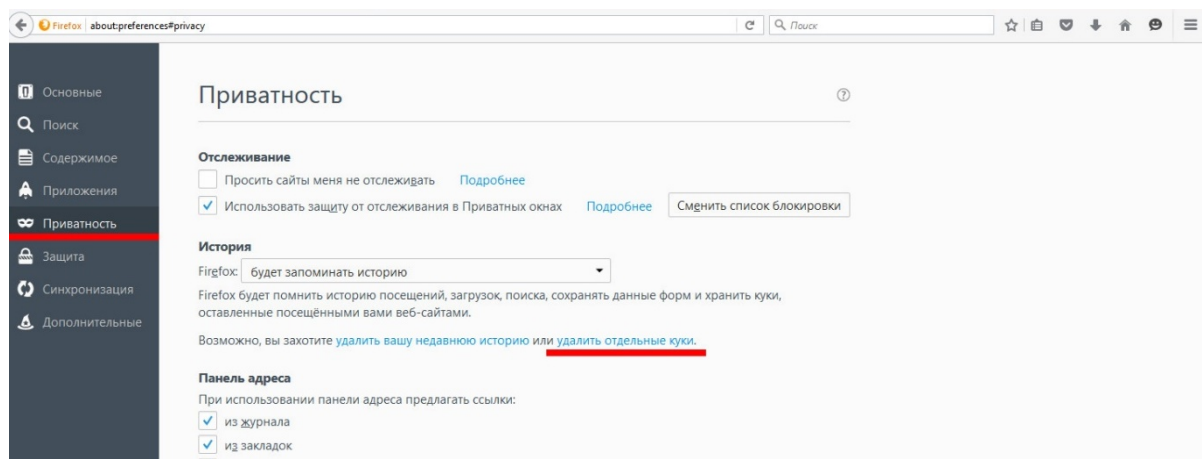 Firefox about:preferences#privacy
Поиск
Основные
Поиск
Содержимое
Приложения
Приватность
Защита
Синхронизация
Дополнительные
Приватность
?
Отслеживание
Просить сайты меня не отслеживать Подробнее
Использовать защиту от отслеживания в Приватных окнах Подробнее Сменить список блокировки
История
Firefox: будет запоминать историю
Firefox будет помнить историю посещений, загрузок, поиска, сохранять данные форм и хранить куки,
оставленные посещёнными вами веб-сайтами.
Возможно, вы захотите удалить вашу недавнюю историю или удалить отдельные куки.
Панель адреса
При использовании панели адреса предлагать ссылки:
из журнала
из закладок